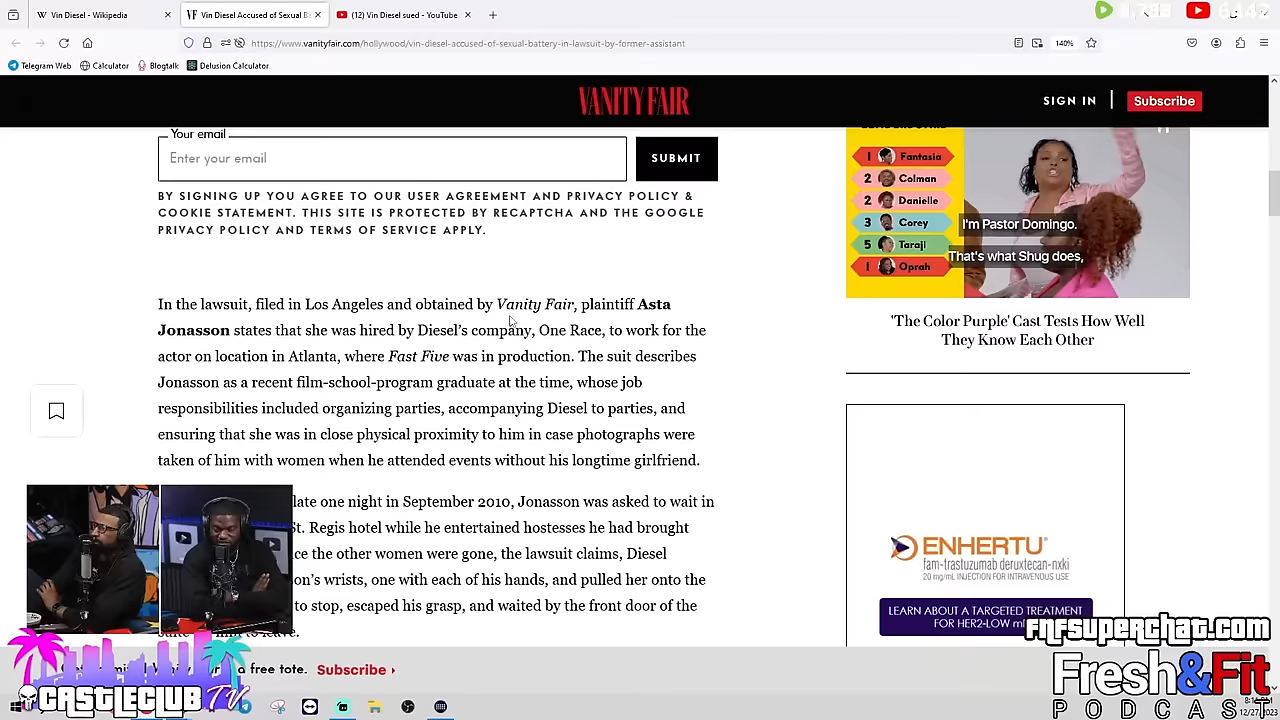 Vin Diesel - Wikipedia
Vin Diesel Accused of Sexual B
(12) Vin Diesel sued - YouTube
https://www.vanityfair.com/hollywood/vin-diesel-accused-of-sexual-battery-in-lawsuit-by-former-assistant
140%
Telegram Web
Calculator
Blogtalk
Delusion Calculator
VANITY FAIR
SIGN IN
Subscribe
Your email
Enter your email
SUBMIT
BY SIGNING UP YOU AGREE TO OUR USER AGREEMENT AND PRIVACY POLICY &
COOKIE STATEMENT. THIS SITE IS PROTECTED BY RECAPTCHA AND THE GOOGLE
PRIVACY POLICY AND TERMS OF SERVICE APPLY.
In the lawsuit, filed in Los Angeles and obtained by Vanity Fair, plaintiff Asta
Jonasson states that she was hired by Diesel's company, One Race, to work for the
actor on location in Atlanta, where Fast Five was in production. The suit describes
Jonasson as a recent film-school-program graduate at the time, whose job
responsibilities included organizing parties, accompanying Diesel to parties, and
ensuring that she was in close physical proximity to him in case photographs were
taken of him with women when he attended events without his longtime girlfriend.
late one night in September 2010, Jonasson was asked to wait in
St. Regis hotel while he entertained hostesses he had brought
ce the other women were gone, the lawsuit claims, Diesel
on's wrists, one with each of his hands, and pulled her onto the
to stop, escaped his grasp, and waited by the front door of the
to leave.
1 Fantasia
2 Colman
2 Danielle
3 Corey
5 Taraji
1 Oprah
I'm Pastor Domingo.
That's what Shug does,
'The Color Purple' Cast Tests How Well
They Know Each Other
ENHERTU
fam-trastuzumab deruxtecan-nxki
20 mg/mL INJECTION FOR INTRAVENOUS USE
LEARN ABOUT A TARGETED TREATMENT
FOR HER2-LOW
a free tote.
Subscribe
CASTLECLUB TV
FNFSUPERCHAT.COM
Fresh&Fit
PODCAST
12/27/2023